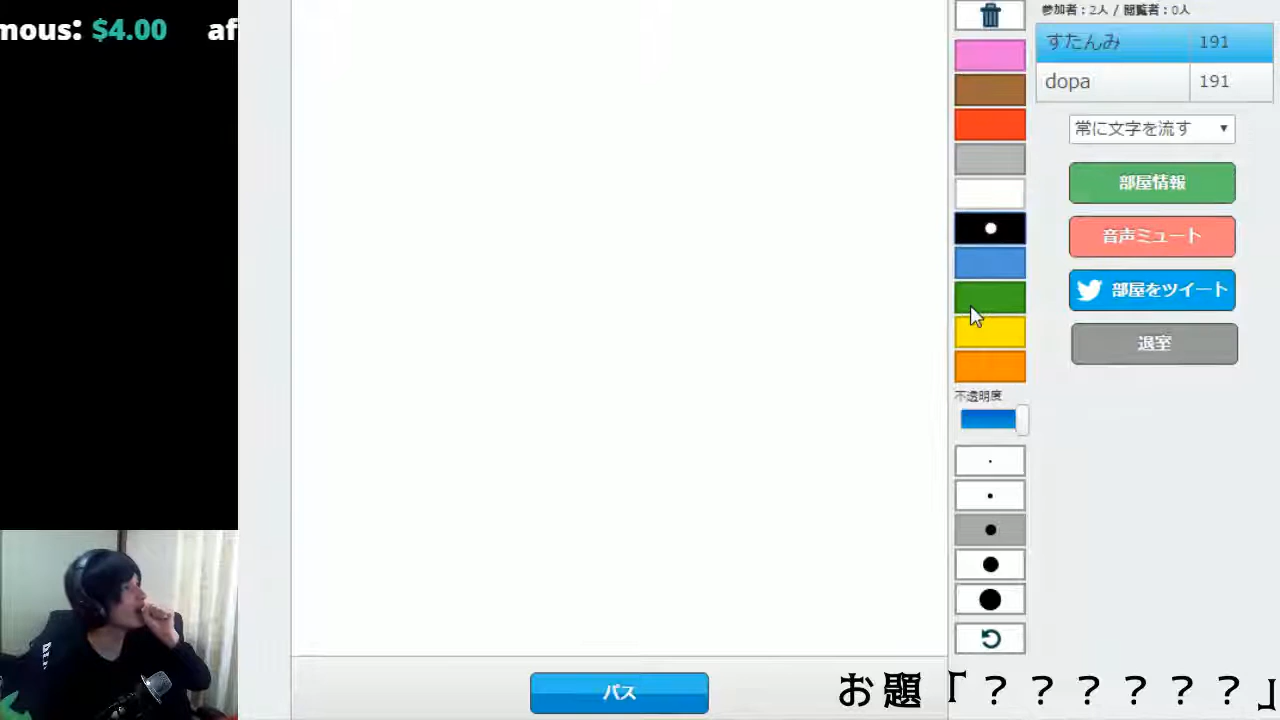 mous: $4.00 af
参加者：2人 / 閲覧者：0人
すたんみ 191
dopa 191
常に文字を流す ▼
部屋情報
音声ミュート
部屋をツイート
退室
不透明度
パス
お題「？？？？？？」